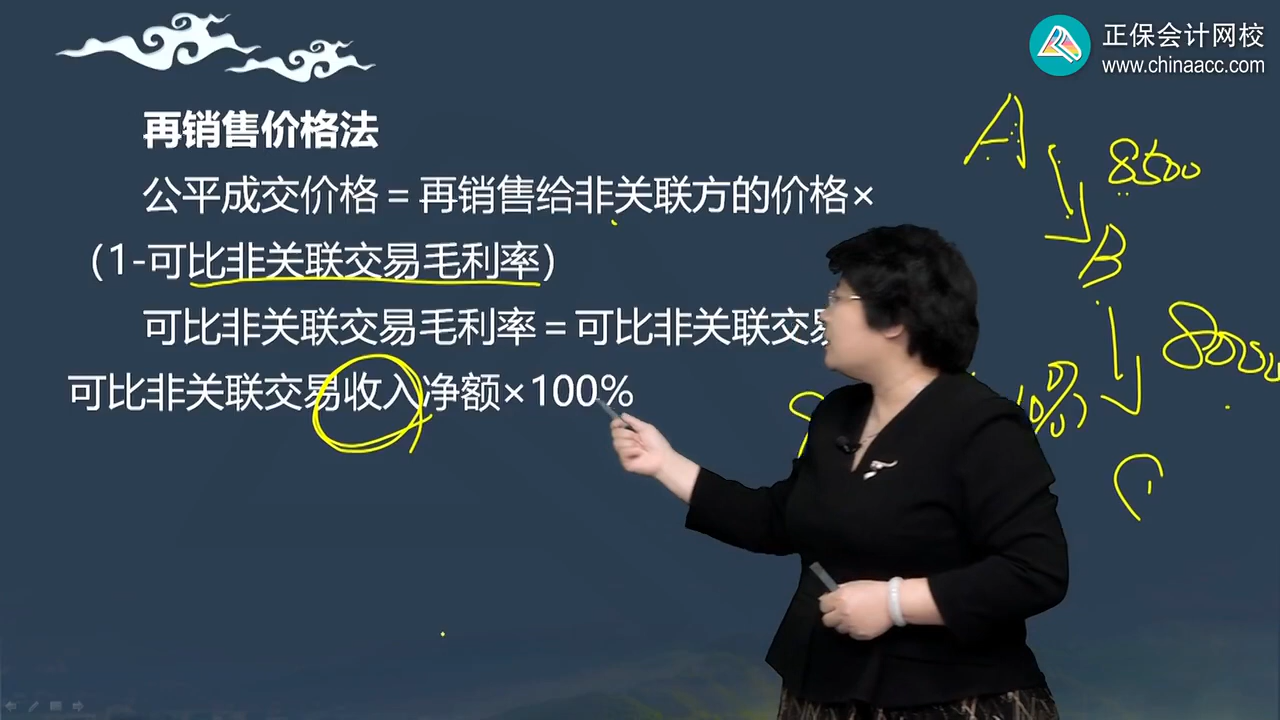 正保会计网校
www.chinaacc.com
再销售价格法
公平成交价格=再销售给非关联方的价格×
（1-可比非关联交易毛利率）
可比非关联交易毛利率=可比非关联交易
可比非关联交易收入净额×100%
A
8500
B
8000
10%)